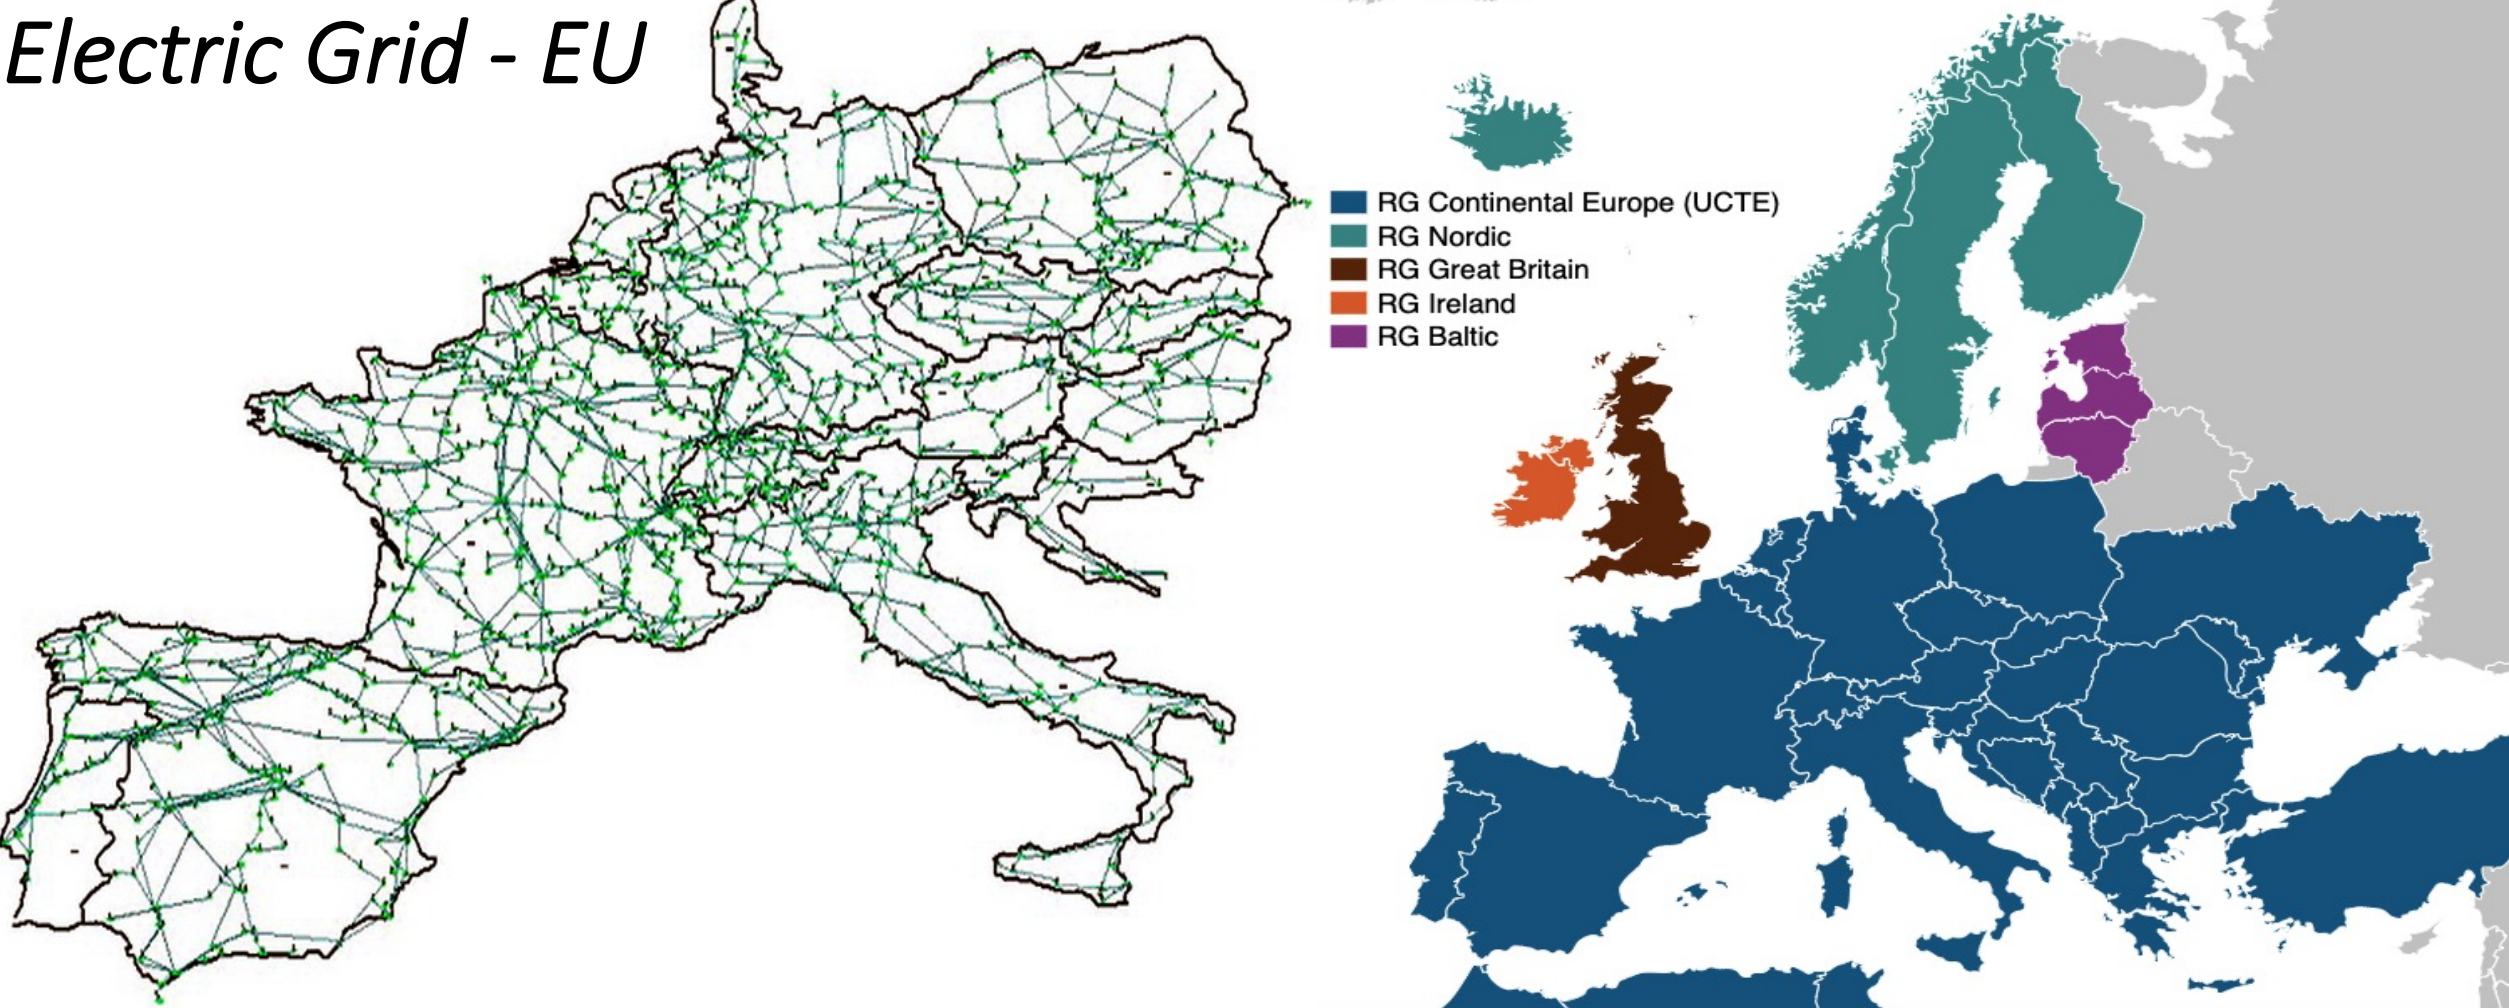 Electric Grid - EU
RG Continental Europe (UCTE)
RG Nordic
RG Great Britain
RG Ireland
RG Baltic